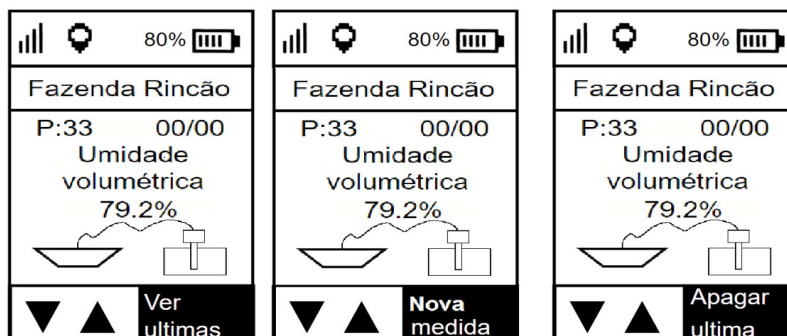 80%
Fazenda Rincão
P:33 00/00
Umidade
volumétrica
79.2%
Ver
ultimas
80%
Fazenda Rincão
P:33 00/00
Umidade
volumétrica
79.2%
Nova
medida
80%
Fazenda Rincão
P:33 00/00
Umidade
volumétrica
79.2%
Apagar
ultima